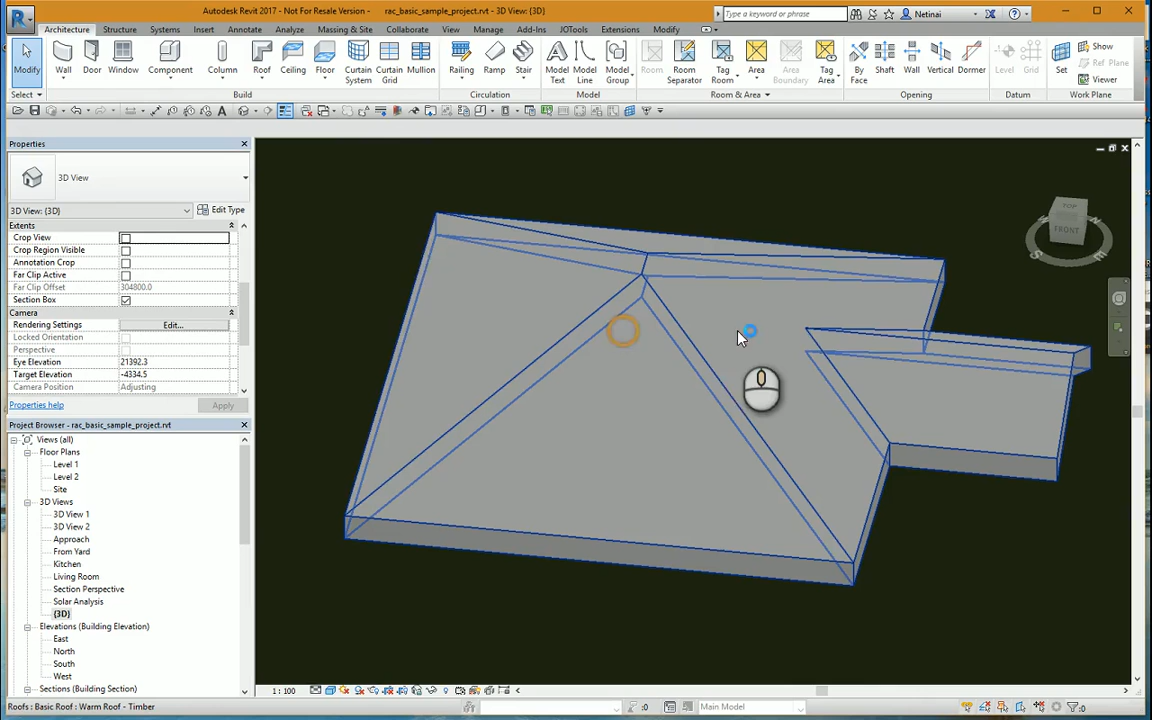 Autodesk Revit 2017 - Not For Resale Version - rac_basic_sample_project.rvt - 3D View: {3D}
Type a keyword or phrase
Netinai
Architecture Structure Systems Insert Annotate Analyze Massing & Site Collaborate View Manage Add-Ins JOTools Extensions Modify
Modify Wall Door Window Component Column Roof Ceiling Floor Curtain System Curtain Grid Mullion Railing Ramp Stair Model Text Model Line Model Group Room Room Separator Tag Room Area Area Boundary Tag Area By Face Shaft Wall Vertical Dormer Level Grid Set Show Ref Plane Viewer
Select Build Circulation Model Room & Area Opening Datum Work Plane
Properties
3D View
3D View: {3D} Edit Type
Extents
Crop View
Crop Region Visible
Annotation Crop
Far Clip Active
Far Clip Offset 304800.0
Section Box
Camera
Rendering Settings Edit...
Locked Orientation
Perspective
Eye Elevation 21392.3
Target Elevation -4334.5
Camera Position Adjusting
Properties help Apply
Project Browser - rac_basic_sample_project.rvt
Views (all)
Floor Plans
Level 1
Level 2
Site
3D Views
3D View 1
3D View 2
Approach
From Yard
Kitchen
Living Room
Section Perspective
Solar Analysis
{3D}
Elevations (Building Elevation)
East
North
South
West
Sections (Building Section)
TOP
FRONT
S
E
1 : 100
Roofs : Basic Roof : Warm Roof - Timber
:0 Main Model :0